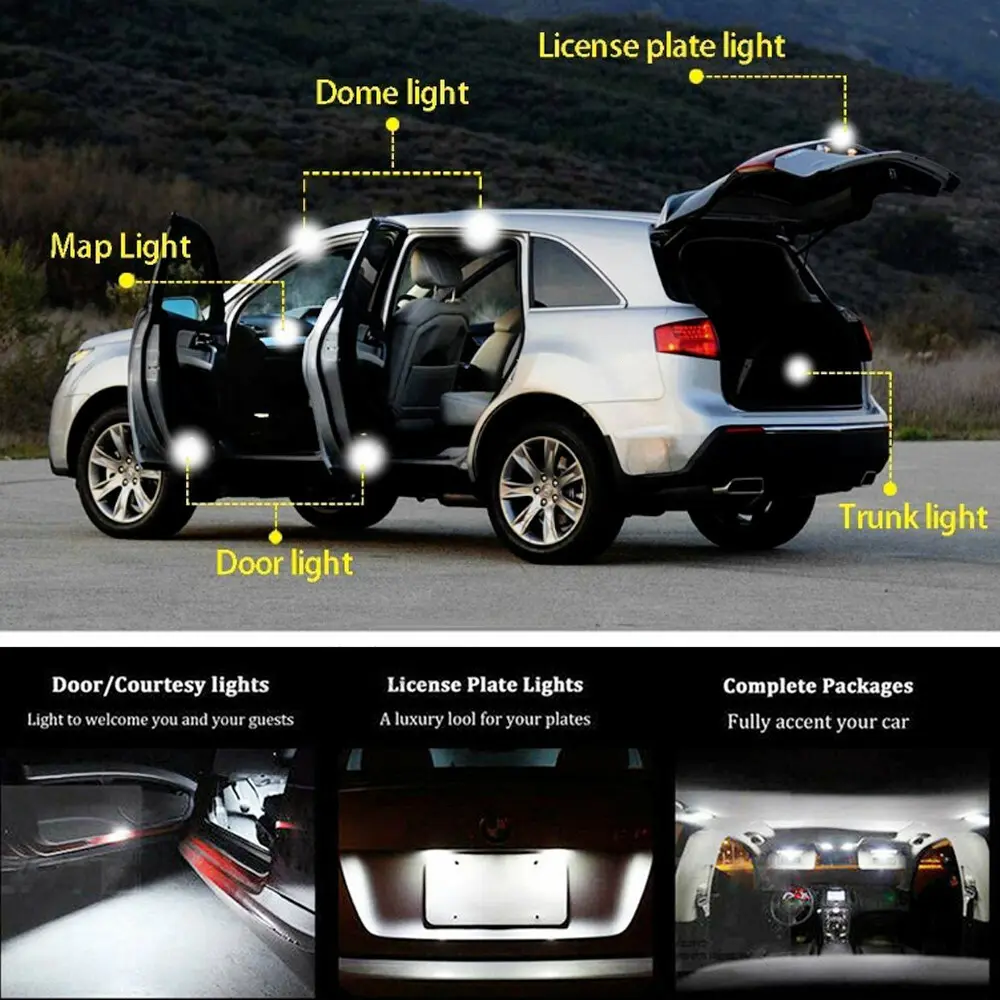 License plate light
Dome light
Map Light
Trunk light
Door light
Door/Courtesy lights
Light to welcome you and your guests
License Plate Lights
A luxury lool for your plates
Complete Packages
Fully accent your car